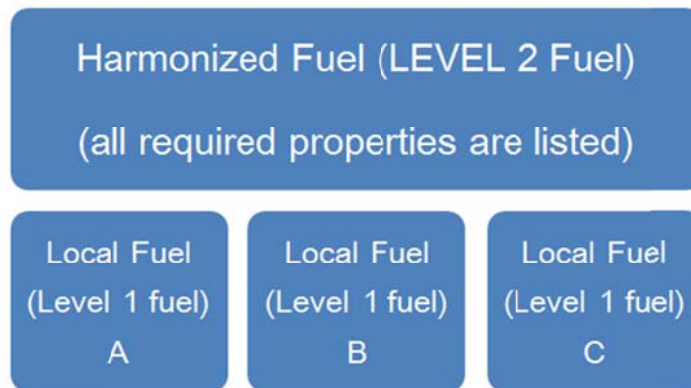 Harmonized Fuel (LEVEL 2 Fuel)
(all required properties are listed)
Local Fuel
(Level 1 fuel)
A
Local Fuel
(Level 1 fuel)
B
Local Fuel
(Level 1 fuel)
C